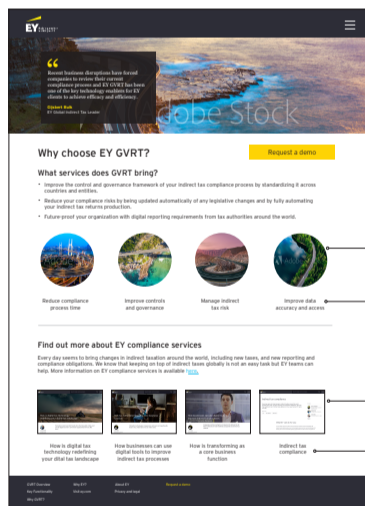 EY
Recent business disruptions have forced
companies to review their current
compliance process and EY GVRT has been
one of the key technology enablers for EY
clients to achieve efficacy and efficiency.
EY Global Indirect Tax Leader
dobe Stock
Why choose EY GVRT?
Request a demo
What services does GVRT bring?
• Improve the control and governance framework of your indirect tax compliance process by standardizing it across
countries and entities.
• Reduce your compliance risks by being updated automatically of any legislative changes and by fully automating
your indirect tax returns production.
• Future-proof your organization with digital reporting requirements from tax authorities around the world.
Reduce compliance
process time
Improve controls
and governance
Manage indirect
tax risk
Improve data
accuracy and access
Find out more about EY compliance services
Every day seems to bring changes in indirect taxation around the world, including new taxes, and new reporting and
compliance obligations. We know that keeping on top of indirect taxes globally is not an easy task but EY teams can
help. More information on EY compliance services is available here.
How is digital tax
technology redefining
your dital tax landscape
How businesses can use
digital tools to improve
indirect tax processes
How is transforming as
a core business
function
Indirect tax
compliance
GVRT Overview
Why EY?
About EY
Request a demo
Key Functionality
Privacy and legal
Why GVRT?